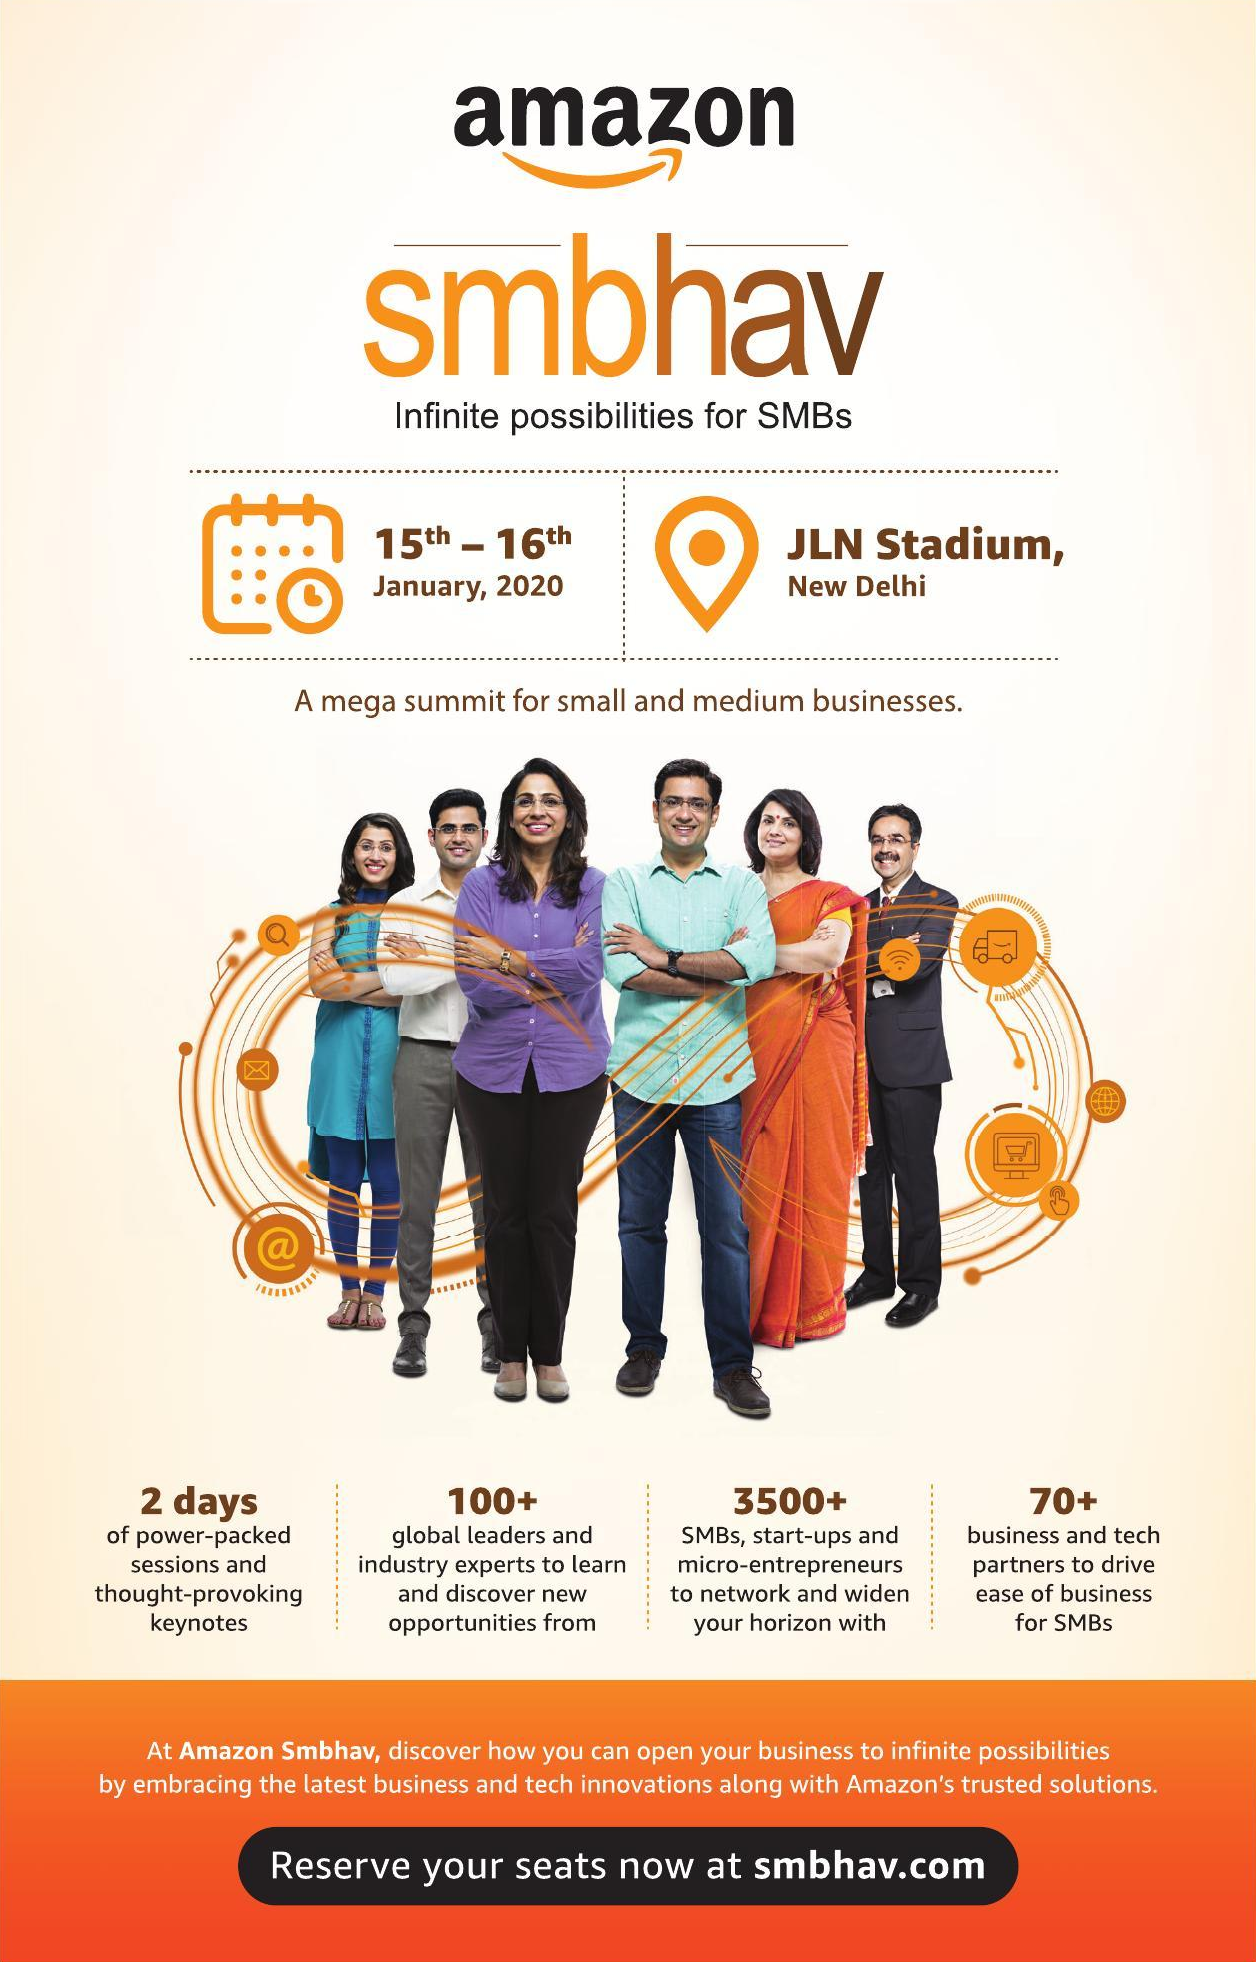 amazon
smbhav
Infinite possibilities for SMBs
15th – 16th
January, 2020
JLN Stadium,
New Delhi
A mega summit for small and medium businesses.
@
2 days
of power-packed
sessions and
thought-provoking
keynotes
100+
global leaders and
industry experts to learn
and discover new
opportunities from
3500+
SMBs, start-ups and
micro-entrepreneurs
to network and widen
your horizon with
70+
business and tech
partners to drive
ease of business
for SMBs
At Amazon Smbhav, discover how you can open your business to infinite possibilities
by embracing the latest business and tech innovations along with Amazon's trusted solutions.
Reserve your seats now at smbhav.com